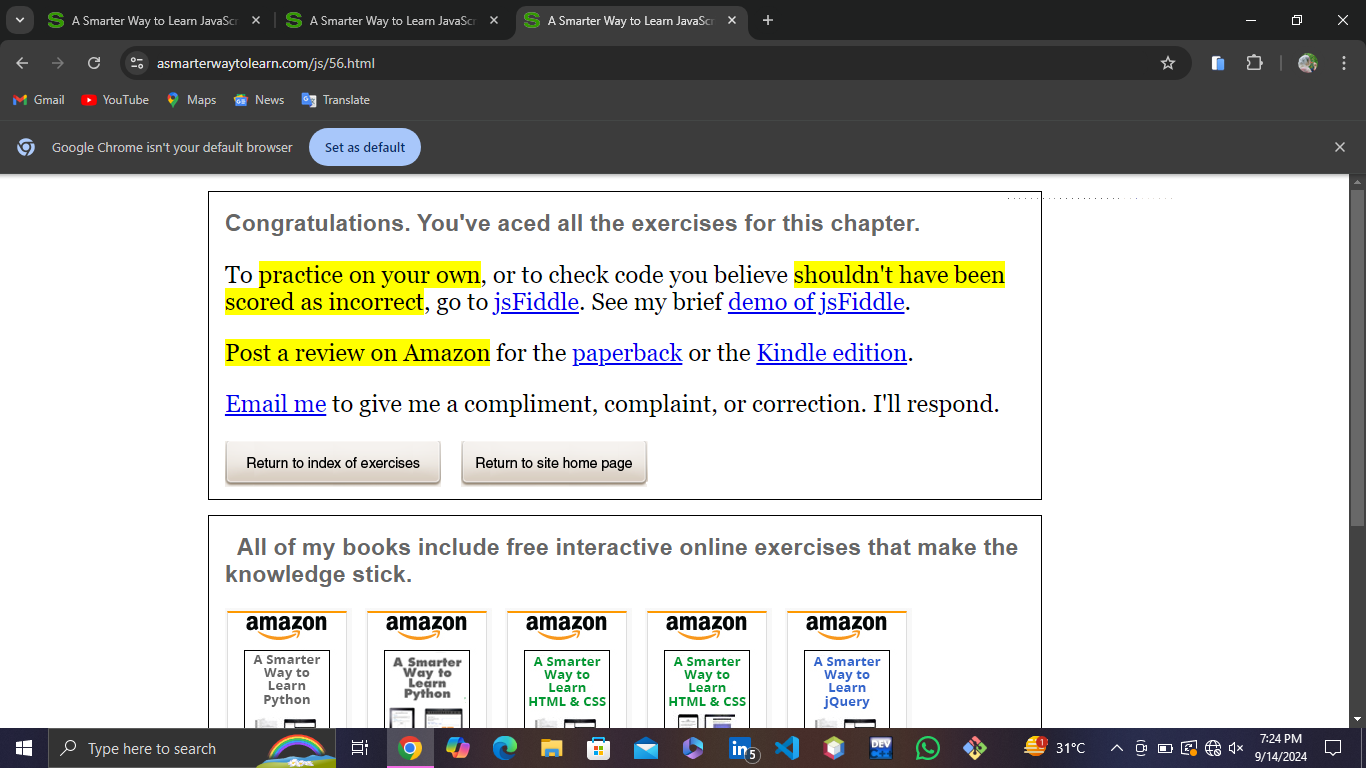 A Smarter Way to Learn JavaScr
A Smarter Way to Learn JavaScr
A Smarter Way to Learn JavaScr
asmarterwaytolearn.com/js/56.html
Gmail
YouTube
Maps
News
Translate
Google Chrome isn't your default browser
Set as default
Congratulations. You've aced all the exercises for this chapter.
To practice on your own, or to check code you believe shouldn't have been
scored as incorrect, go to jsFiddle. See my brief demo of jsFiddle.
Post a review on Amazon for the paperback or the Kindle edition.
Email me to give me a compliment, complaint, or correction. I'll respond.
Return to index of exercises
Return to site home page
All of my books include free interactive online exercises that make the
knowledge stick.
amazon
amazon
amazon
amazon
amazon
A Smarter
Way to
Learn
Python
A Smarter
Way to
Learn
Python
A Smarter
Way to
Learn
HTML & CSS
A Smarter
Way to
Learn
HTML & CSS
A Smarter
Way to
Learn
jQuery
Type here to search
in
5
DEV
1
31°C
7:24 PM
9/14/2024